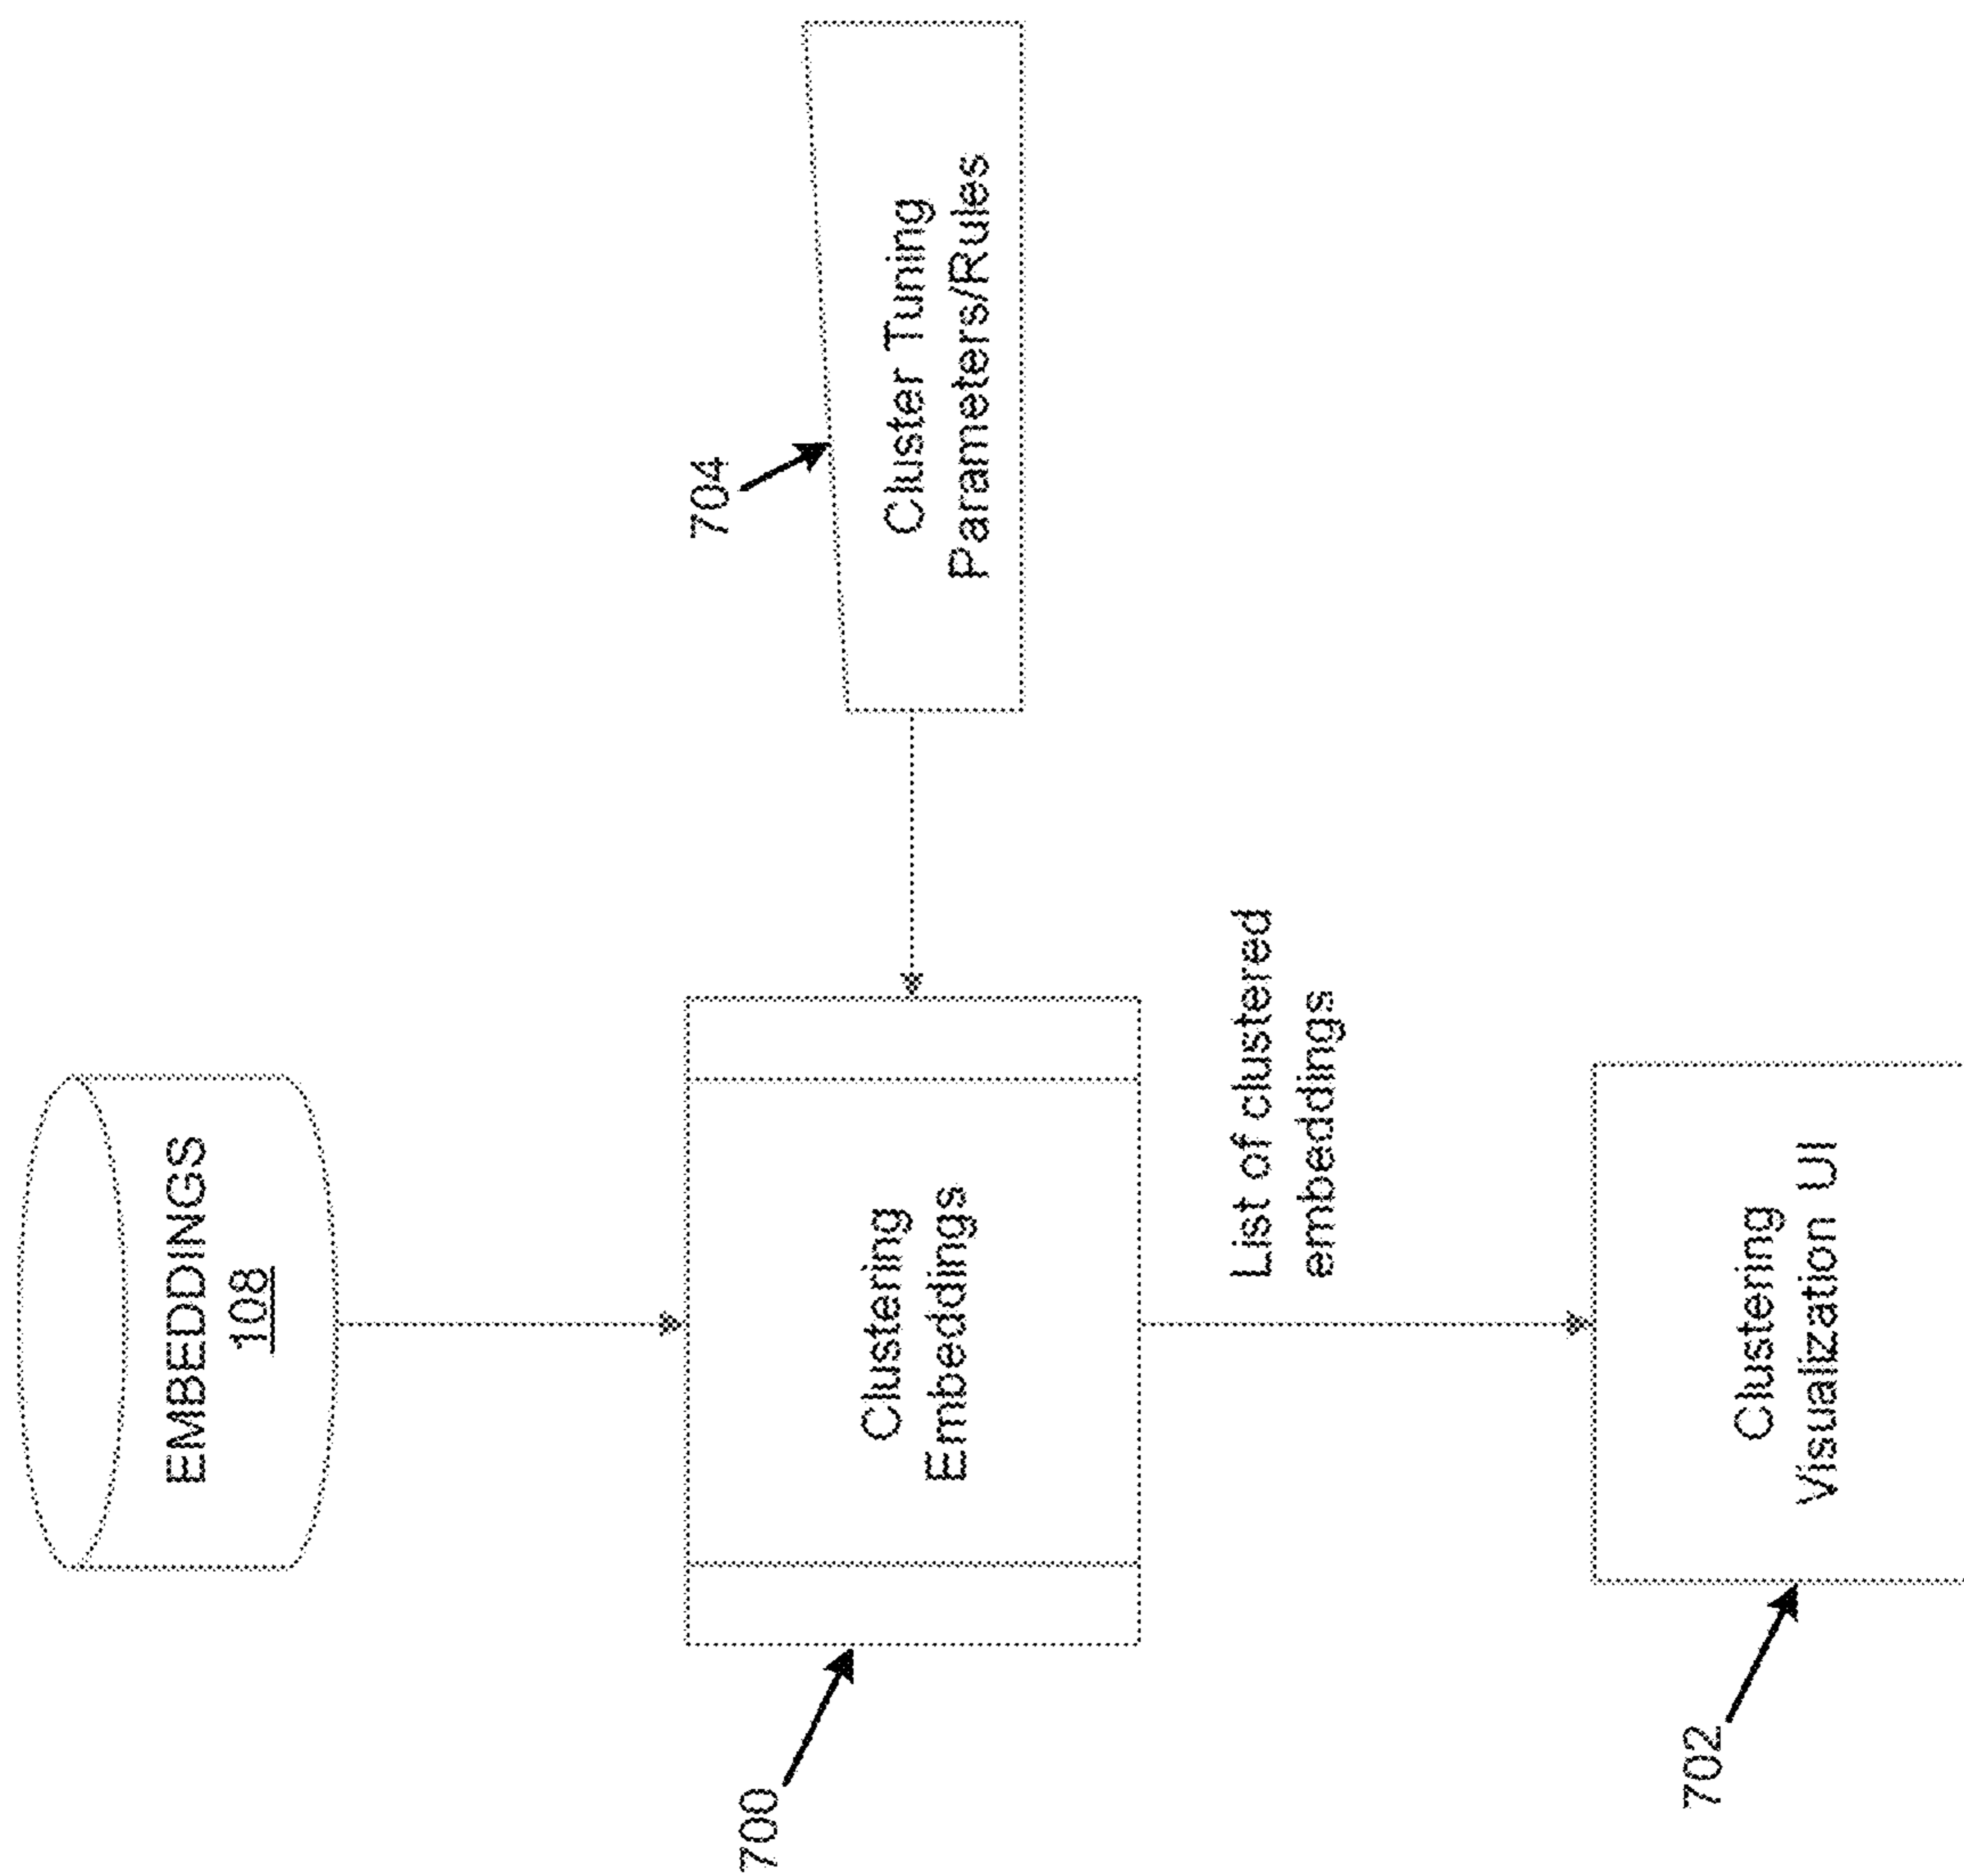 EMBEDDINGS
108
704
Cluster Tuning
Parameters/Rules
700
Clustering
Embeddings
List of clustered
embeddings
702
Clustering
Visualization UI